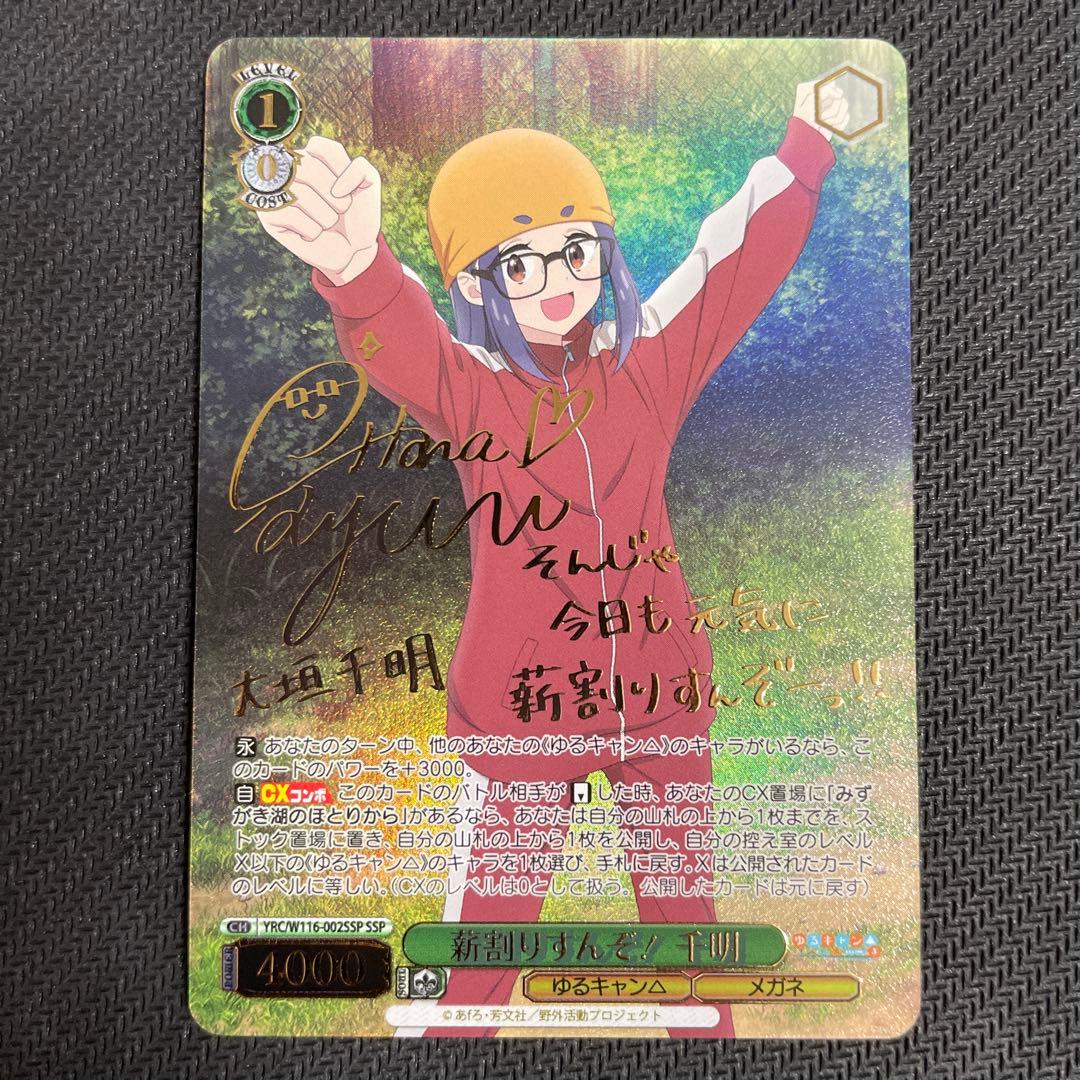 LEVEL
1
0
COST
Hara
ayuu
そんじゃ
今日も元気に
薪割りすんぞーっ!!
大垣千明
永 あなたのターン中、他のあなたの《ゆるキャン△》のキャラがいるなら、こ
のカードのパワーを+3000。
自 CXコンボ このカードのバトル相手が した時、あなたのCX置場に「みず
がき湖のほとりから」があるなら、あなたは自分の山札の上から1枚までを、ス
トック置場に置き、自分の山札の上から1枚を公開し、自分の控え室のレベル
X以下の《ゆるキャン△》のキャラを1枚選び、手札に戻す。Xは公開されたカード
のレベルに等しい。(CXのレベルは0として扱う。公開したカードは元に戻す)
CH YRC/W116-002SSP SSP
薪割りすんぞ! 千明
ゆるキャン△
POWER 4000 SOUL
ゆるキャン△ メガネ
©あfろ・芳文社/野外活動プロジェクト